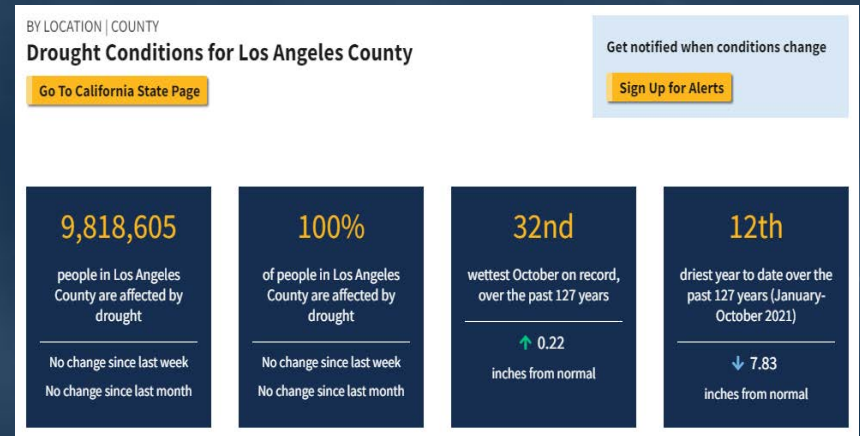 BY LOCATION | COUNTY
Drought Conditions for Los Angeles County
Go To California State Page
Get notified when conditions change
Sign Up for Alerts
9,818,605
people in Los Angeles
County are affected by
drought
No change since last week
No change since last month
100%
of people in Los Angeles
County are affected by
drought
No change since last week
No change since last month
32nd
wettest October on record,
over the past 127 years
↑ 0.22
inches from normal
12th
driest year to date over the
past 127 years (January-
October 2021)
↓ 7.83
inches from normal